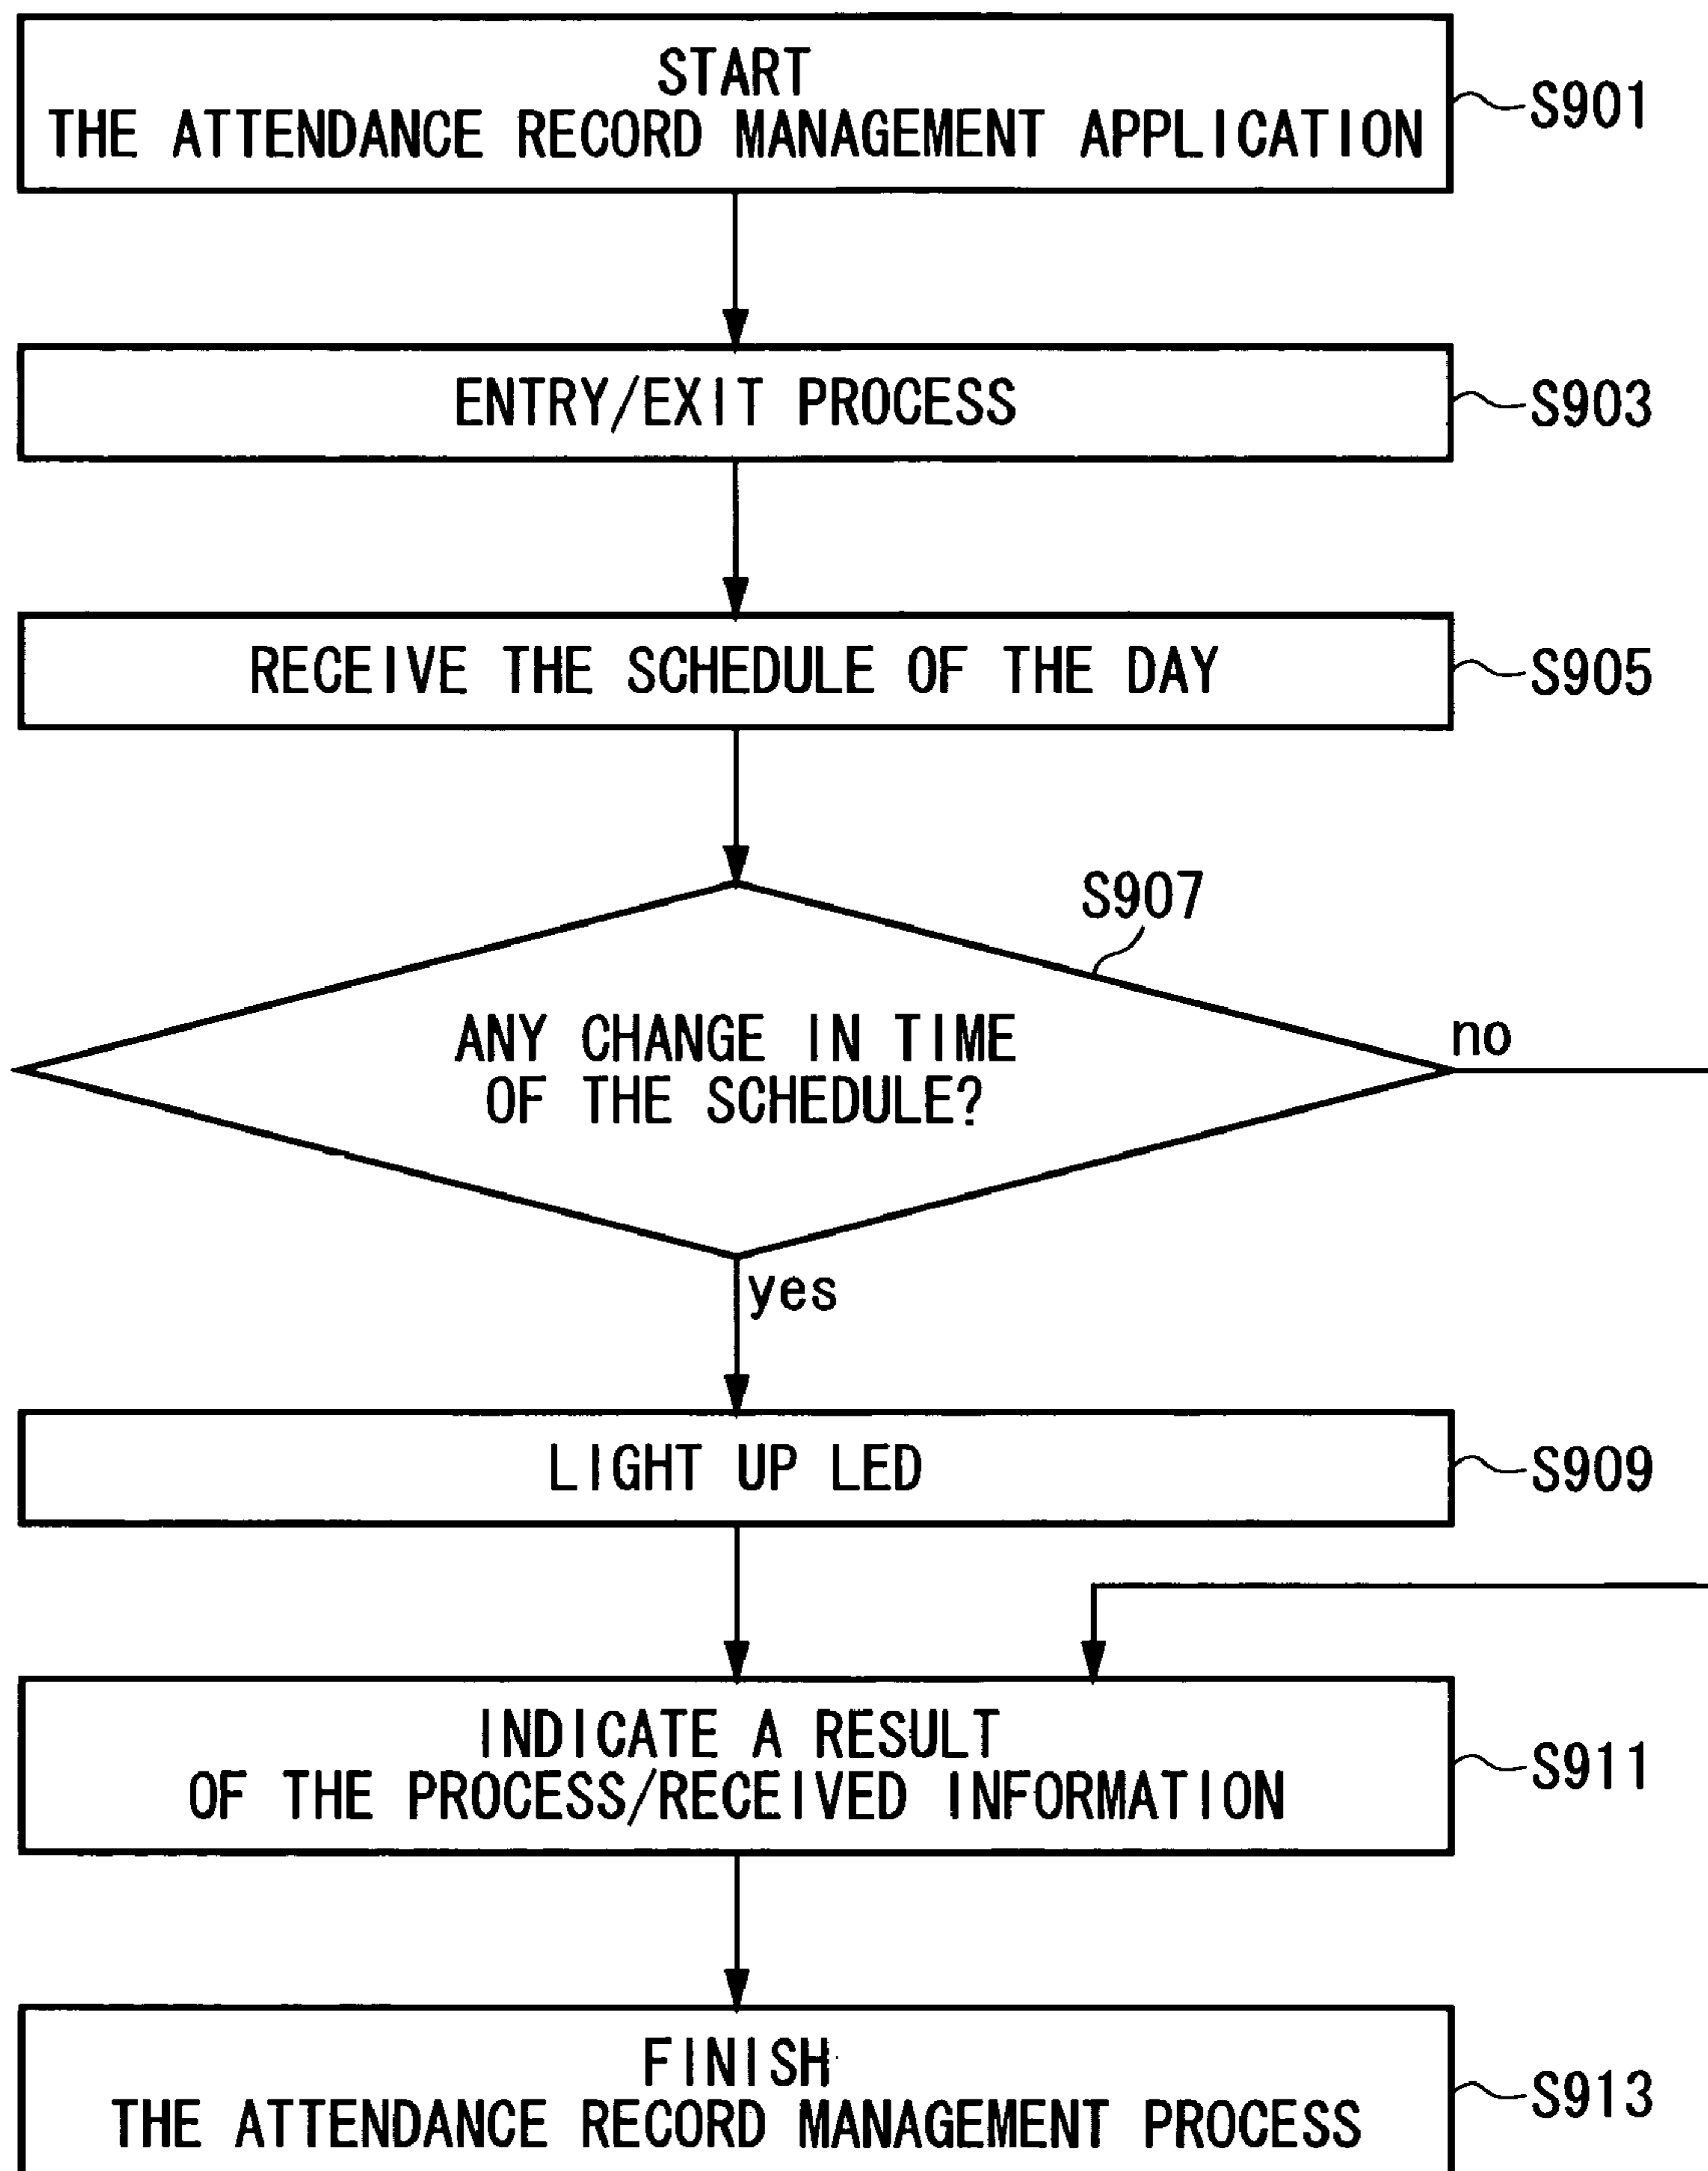 START
THE ATTENDANCE RECORD MANAGEMENT APPLICATION
S901
ENTRY/EXIT PROCESS
S903
RECEIVE THE SCHEDULE OF THE DAY
S905
S907
ANY CHANGE IN TIME
OF THE SCHEDULE?
no
yes
LIGHT UP LED
S909
INDICATE A RESULT
OF THE PROCESS/RECEIVED INFORMATION
S911
FINISH
THE ATTENDANCE RECORD MANAGEMENT PROCESS
S913